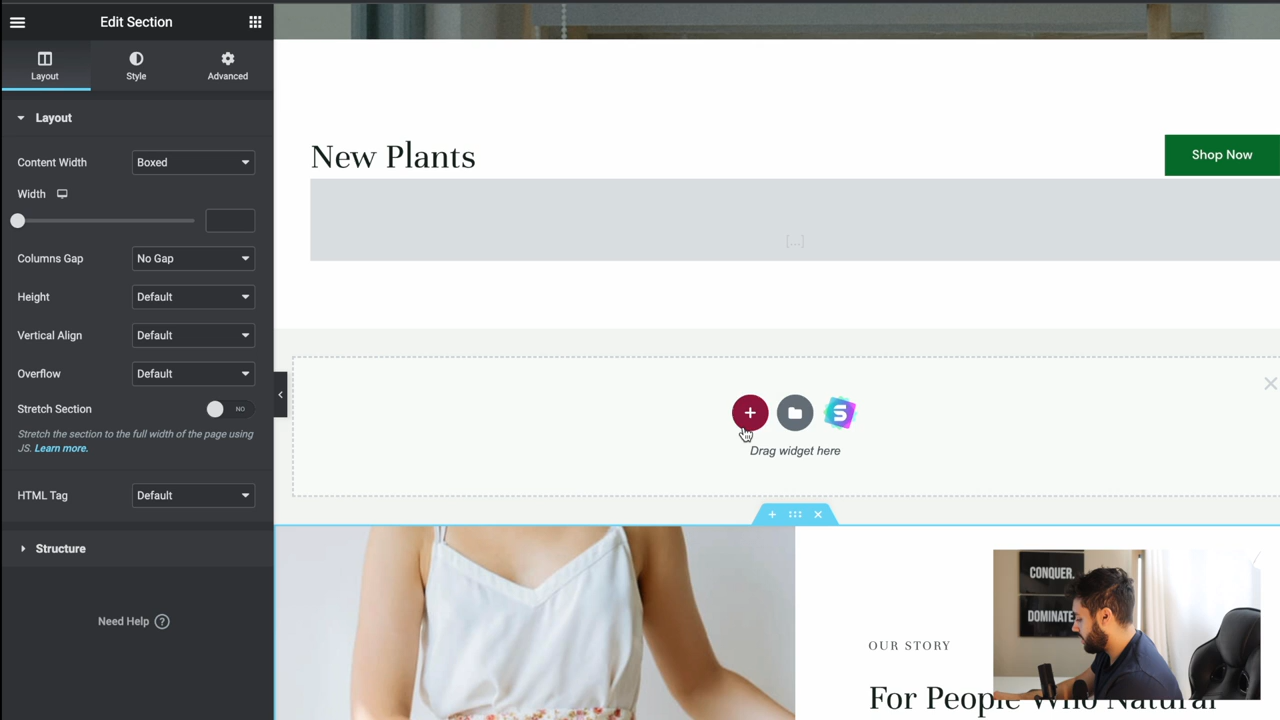 Edit Section
Layout
Style
Advanced
Layout
Content Width
Boxed
Width
Columns Gap
No Gap
Height
Default
Vertical Align
Default
Overflow
Default
Stretch Section
NO
Stretch the section to the full width of the page using
JS. Learn more.
HTML Tag
Default
Structure
Need Help ?
New Plants
Shop Now
[...]
S
Drag widget here
OUR STORY
For People Who Natural
CONQUER.
DOMINATE